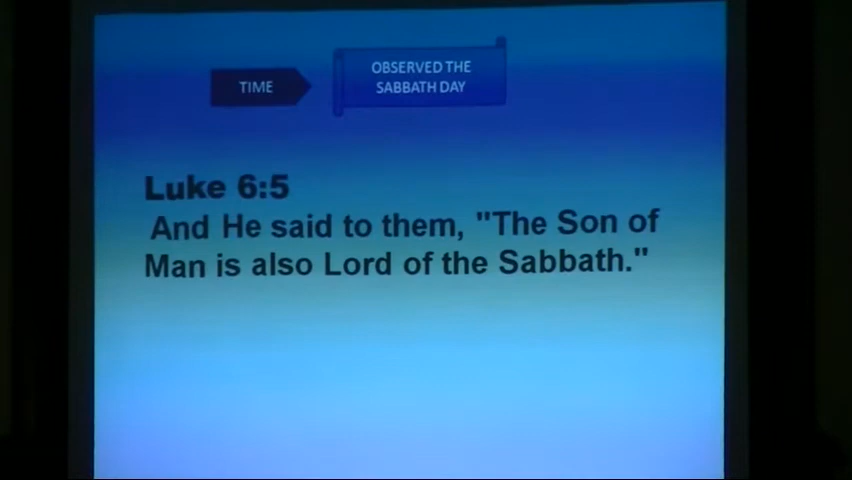 TIME
OBSERVED THE
SABBATH DAY
Luke 6:5
And He said to them, "The Son of
Man is also Lord of the Sabbath."